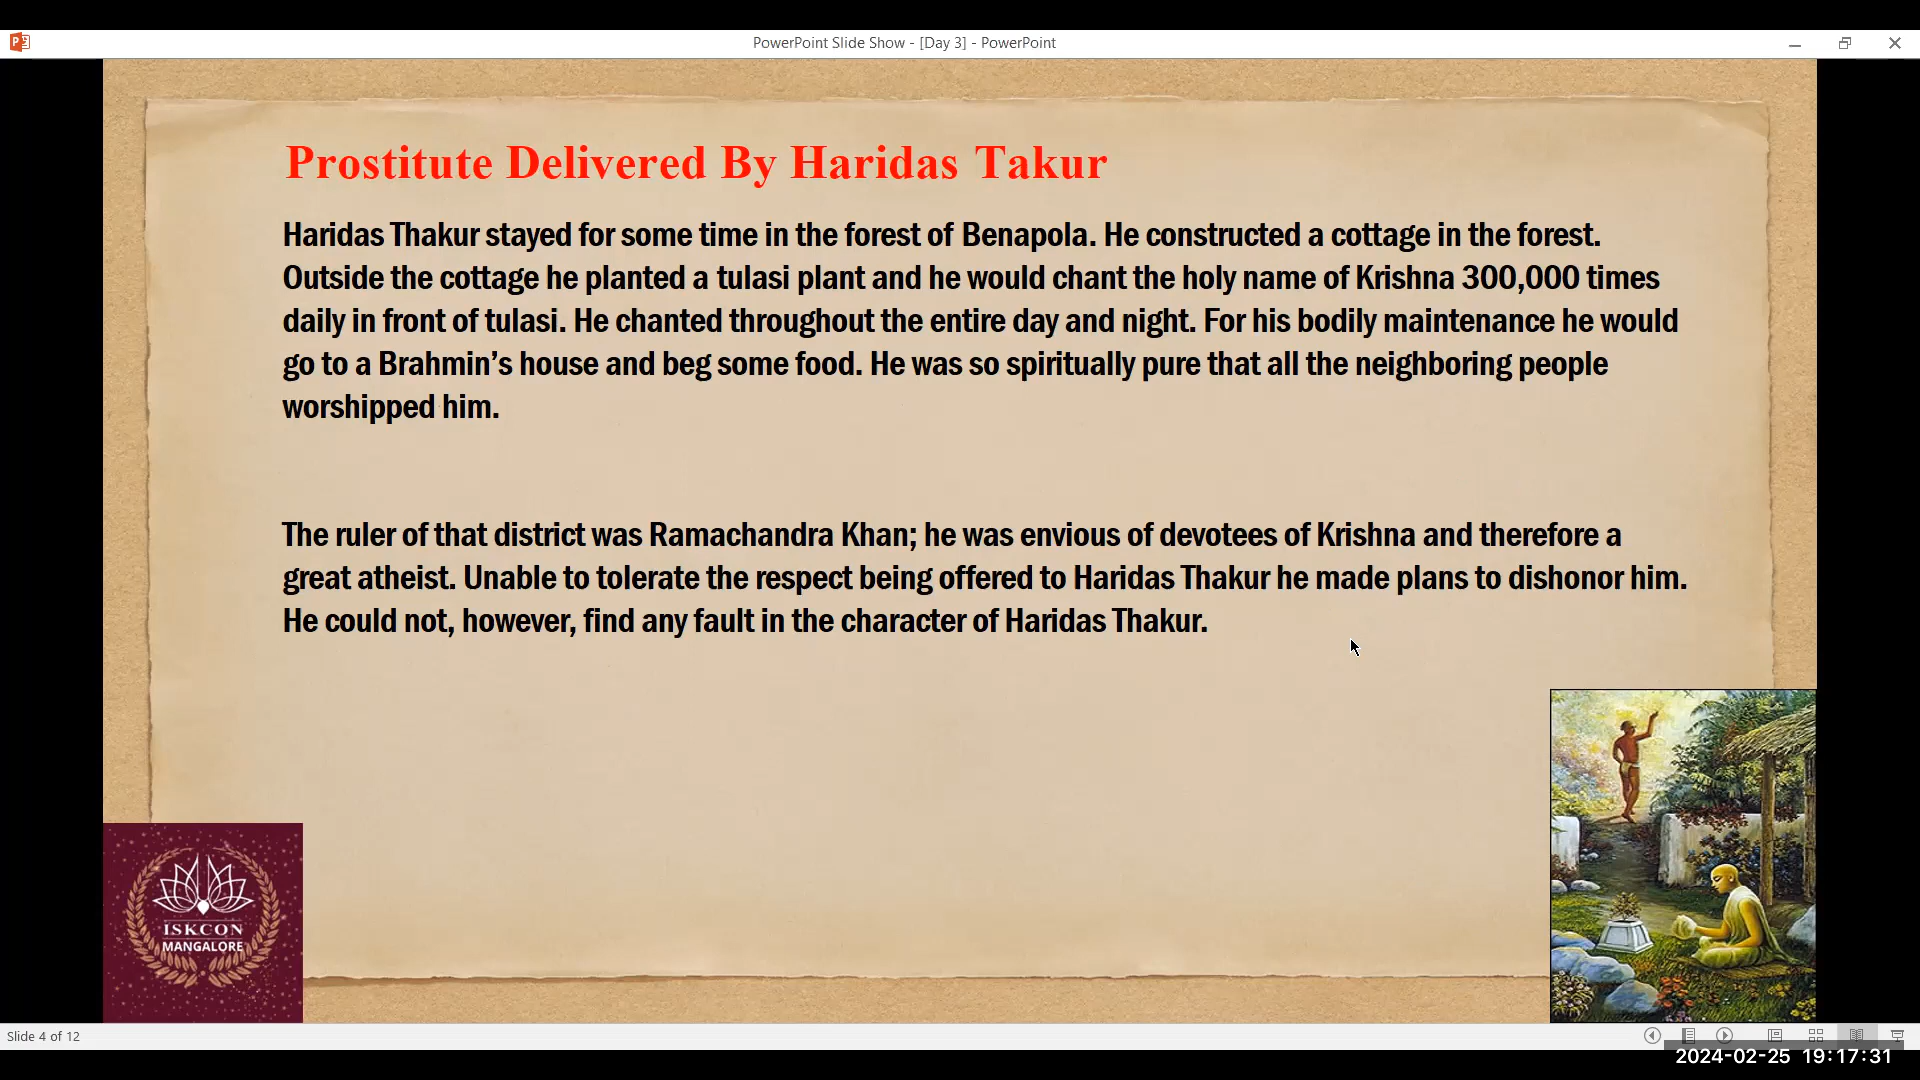 PowerPoint Slide Show - [Day 3] - PowerPoint
Prostitute Delivered By Haridas Takur
Haridas Thakur stayed for some time in the forest of Benapola. He constructed a cottage in the forest.
Outside the cottage he planted a tulasi plant and he would chant the holy name of Krishna 300,000 times
daily in front of tulasi. He chanted throughout the entire day and night. For his bodily maintenance he would
go to a Brahmin’s house and beg some food. He was so spiritually pure that all the neighboring people
worshipped him.
The ruler of that district was Ramachandra Khan; he was envious of devotees of Krishna and therefore a
great atheist. Unable to tolerate the respect being offered to Haridas Thakur he made plans to dishonor him.
He could not, however, find any fault in the character of Haridas Thakur.
ISKCON
MANGALORE
Slide 4 of 12
2024-02-25 19:17:31